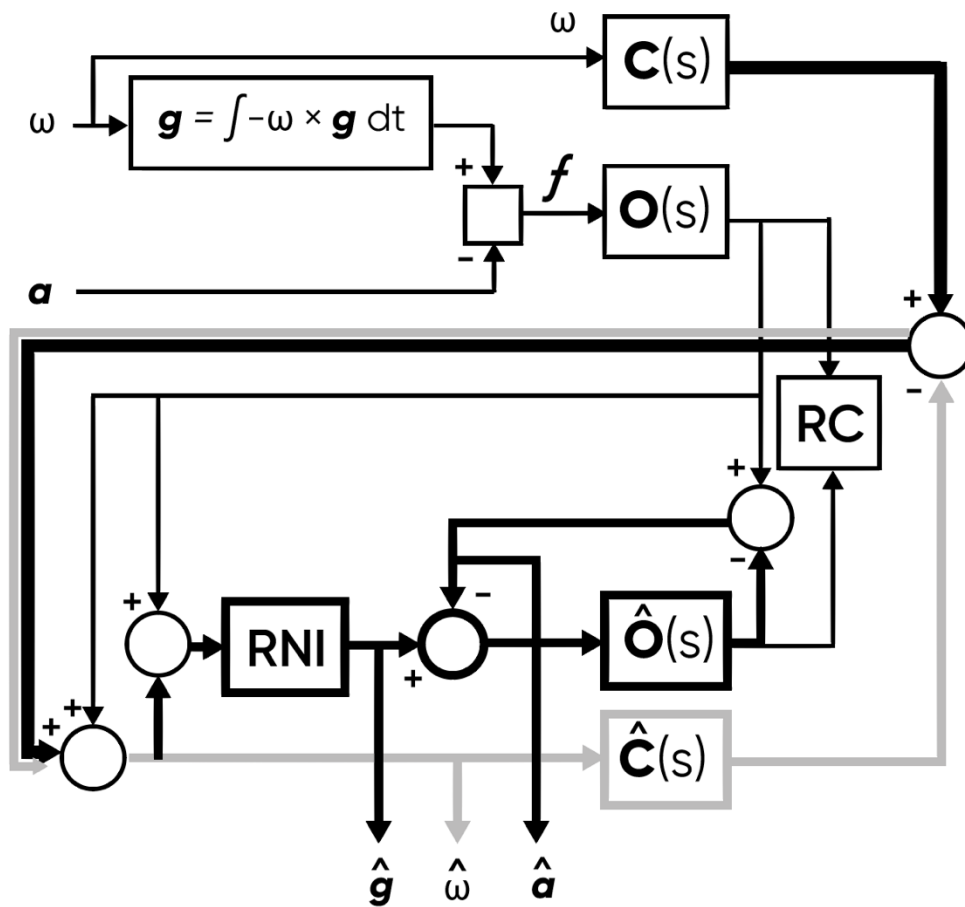 ω
C(s)
ω
g = ∫ -ω × g dt
+
f
O(s)
-
a
+
-
RC
+
-
-
+
RNI
+
Ô(s)
+
+
Ĉ(s)
ĝ
ω̂
â